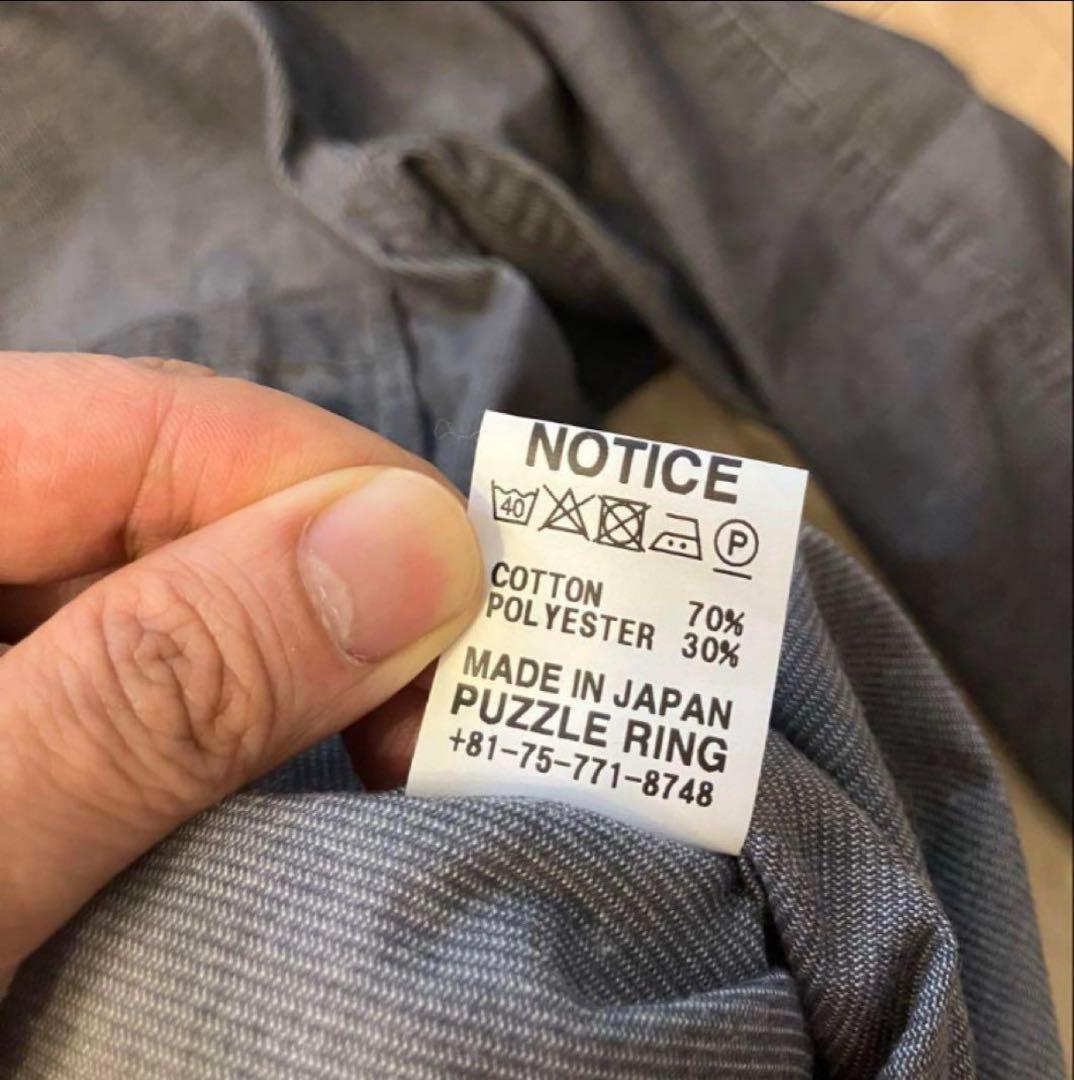 NOTICE
40 P
COTTON 70%
POLYESTER 30%
MADE IN JAPAN
PUZZLE RING
+81-75-771-8748